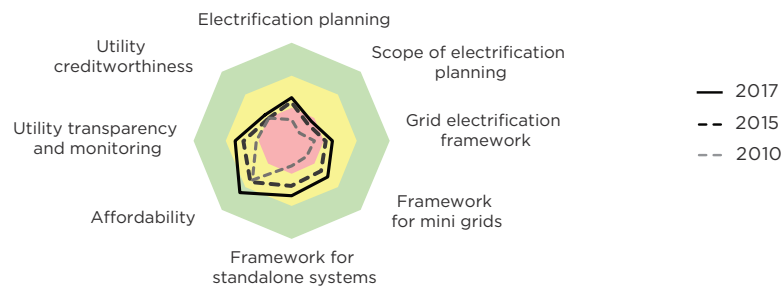 Electrification planning
Scope of electrification
planning
Grid electrification
framework
Framework
for mini grids
Framework for
standalone systems
Affordability
Utility transparency
and monitoring
Utility
creditworthiness
2017
2015
2010